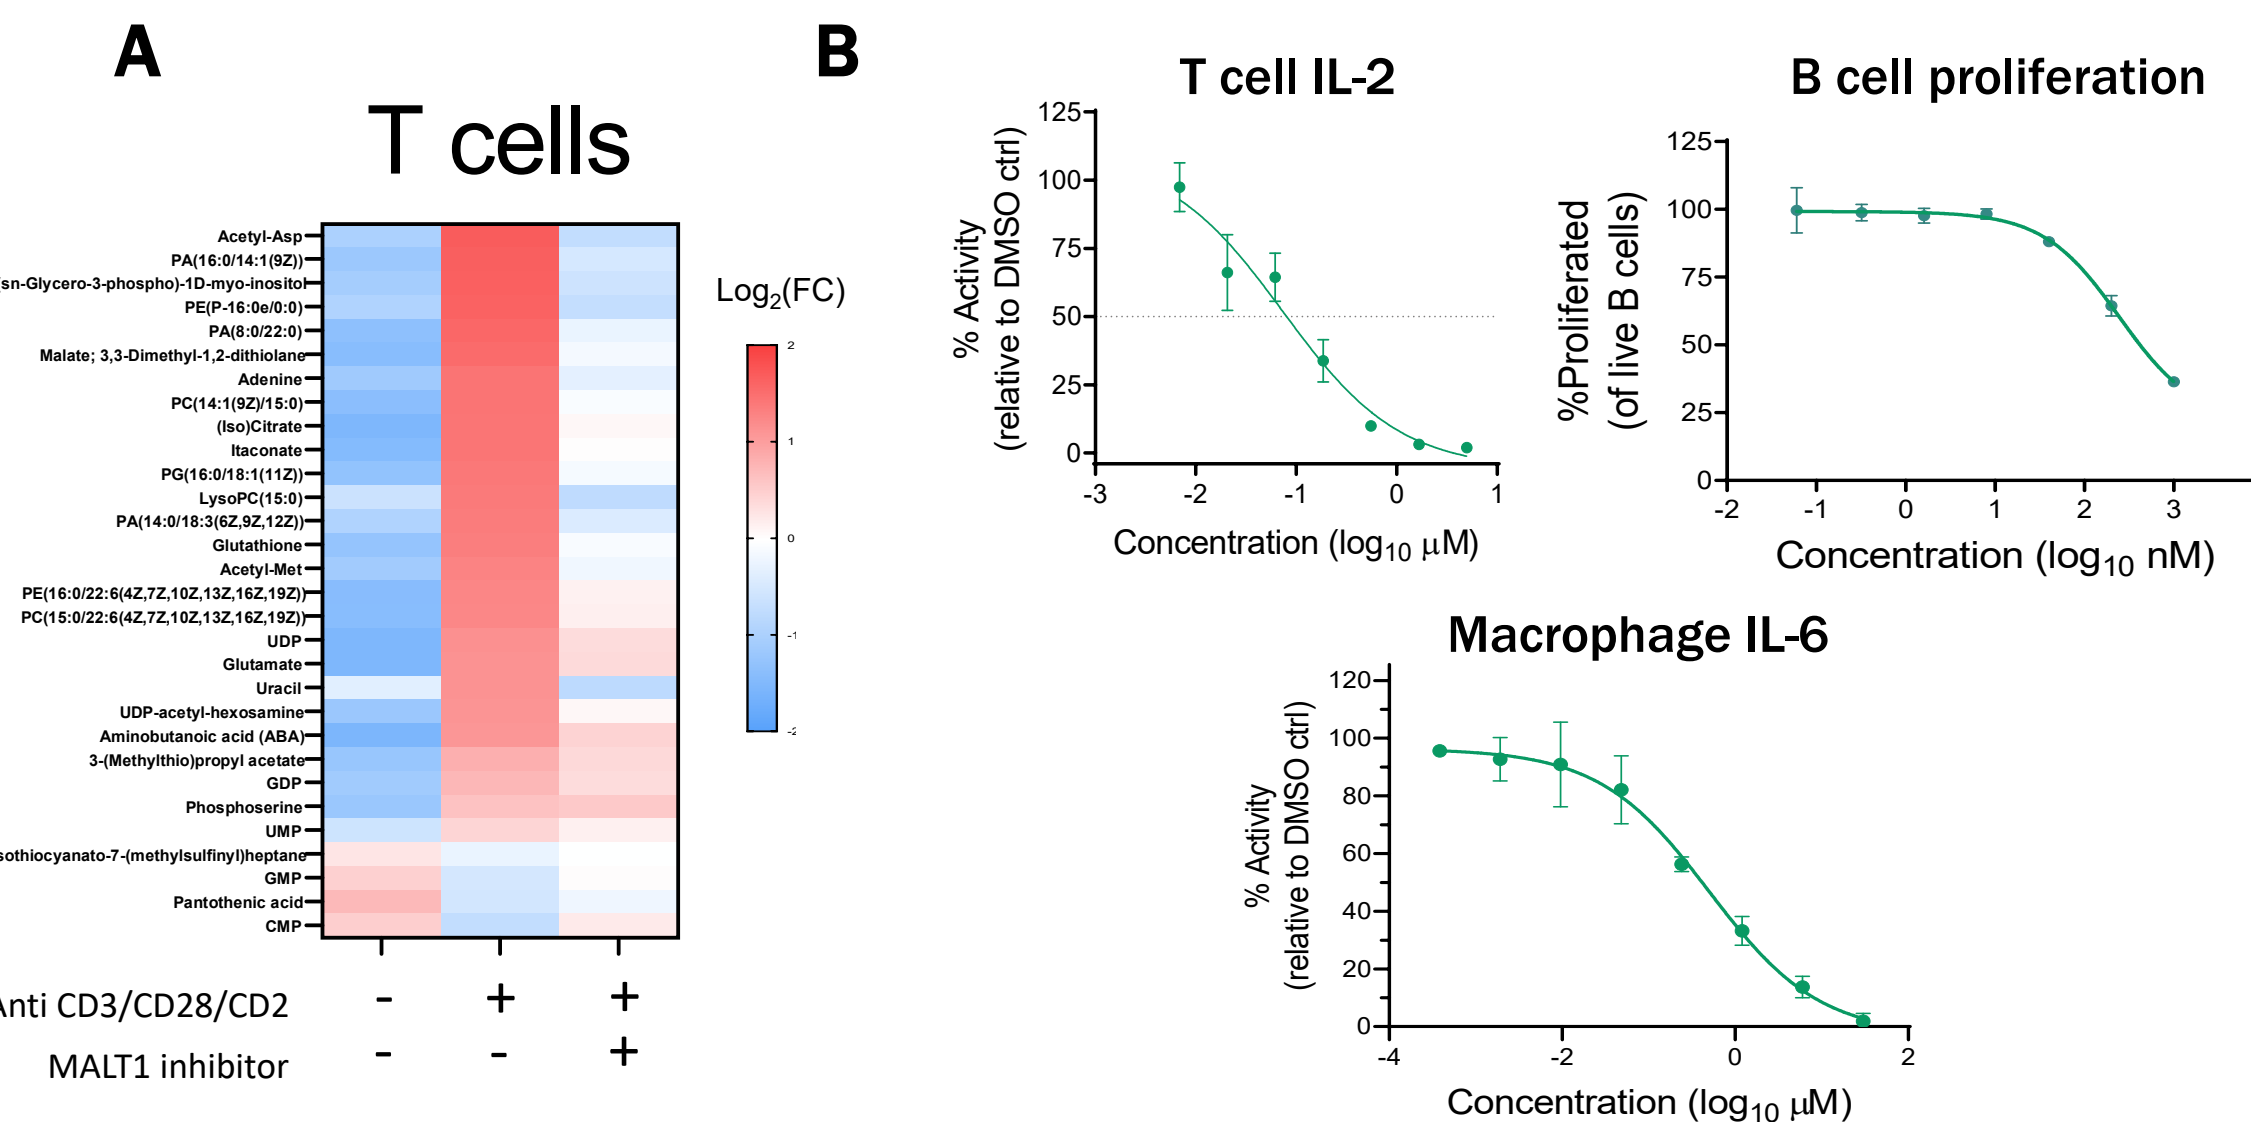 A
T cells
Acetyl-Asp
PA(16:0/14:1(9Z))
(sn-Glycero-3-phospho)-1D-myo-inositol
PE(P-16:0e/0:0)
PA(8:0/22:0)
Malate; 3,3-Dimethyl-1,2-dithiolane
Adenine
PC(14:1(9Z)/15:0)
(Iso)Citrate
Itaconate
PG(16:0/18:1(11Z))
LysoPC(15:0)
PA(14:0/18:3(6Z,9Z,12Z))
Glutathione
Acetyl-Met
PE(16:0/22:6(4Z,7Z,10Z,13Z,16Z,19Z))
PC(15:0/22:6(4Z,7Z,10Z,13Z,16Z,19Z))
UDP
Glutamate
Uracil
UDP-acetyl-hexosamine
Aminobutanoic acid (ABA)
3-(Methylthio)propyl acetate
GDP
Phosphoserine
UMP
sothiocyanato-7-(methylsulfinyl)heptane
GMP
Pantothenic acid
CMP
Anti CD3/CD28/CD2 - + +
MALT1 inhibitor - - +
Log2(FC)
2
1
0
-1
-2
B
T cell IL-2
% Activity
(relative to DMSO ctrl)
125
100
75
50
25
0
-3 -2 -1 0 1
Concentration (log10 μM)
B cell proliferation
%Proliferated
(of live B cells)
125
100
75
50
25
0
-2 -1 0 1 2 3
Concentration (log10 nM)
Macrophage IL-6
% Activity
(relative to DMSO ctrl)
120
100
80
60
40
20
0
-4 -2 0 2
Concentration (log10 μM)